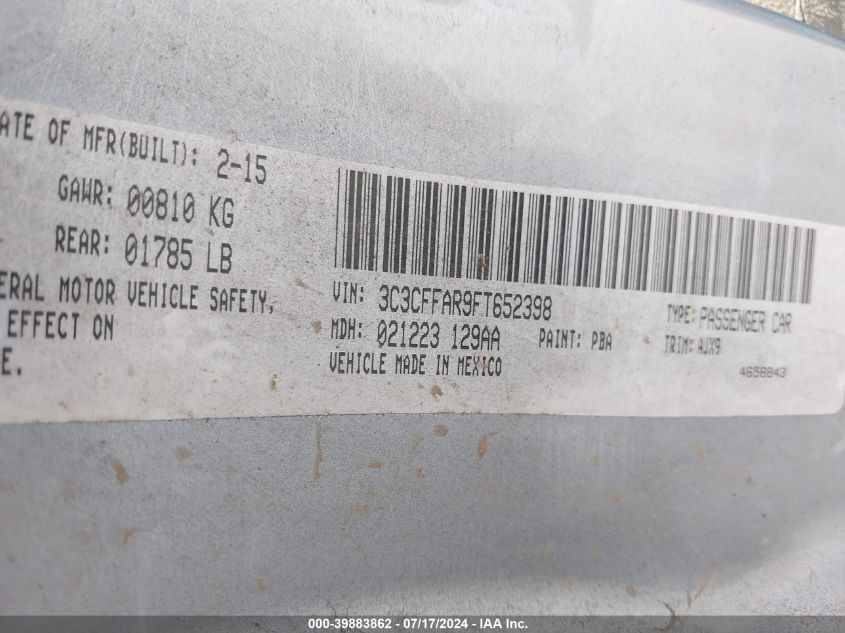 ATE OF MFR(BUILT): 2-15
GAWR: 00810 KG
REAR: 01785 LB
ERAL MOTOR VEHICLE SAFETY,
EFFECT ON
E.
VIN: 3C3CFFAR9FT652398
TYPE: PASSENGER CAR
MDH: 021223 129AA
PAINT: PBA
TRIM: AJX9
VEHICLE MADE IN MEXICO
4658843
000-39883862 - 07/17/2024 - IAA Inc.